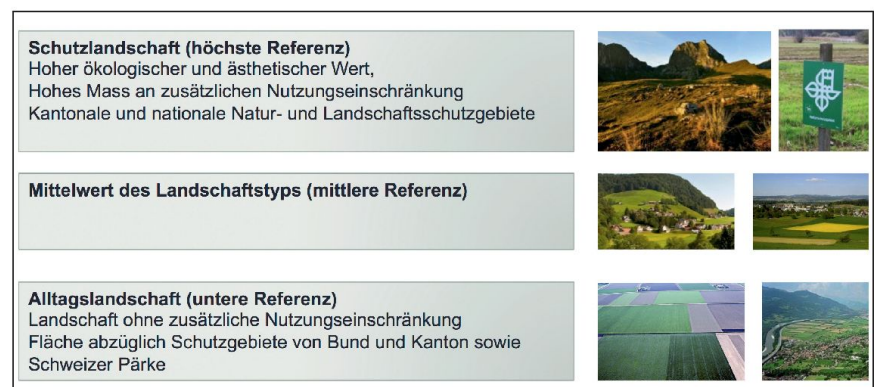 Schutzlandschaft (höchste Referenz)
Hoher ökologischer und ästhetischer Wert,
Hohes Mass an zusätzlichen Nutzungseinschränkung
Kantonale und nationale Natur- und Landschaftsschutzgebiete
Mittelwert des Landschaftstyps (mittlere Referenz)
Alltagslandschaft (untere Referenz)
Landschaft ohne zusätzliche Nutzungseinschränkung
Fläche abzüglich Schutzgebiete von Bund und Kanton sowie
Schweizer Pärke